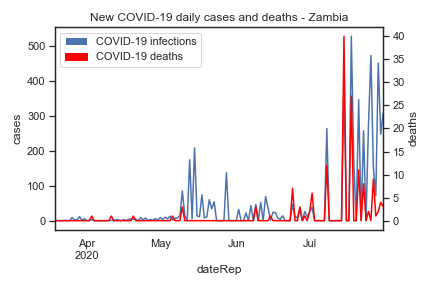 New COVID-19 daily cases and deaths - Zambia
COVID-19 infections
COVID-19 deaths
500
400
300
200
100
0
cases
40
35
30
25
20
15
10
5
0
deaths
Apr
2020
May
Jun
Jul
dateRep